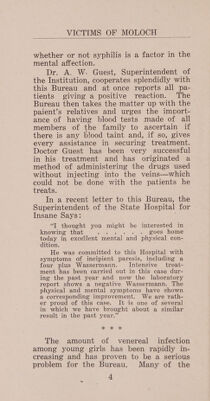 VICTIMS OF MOLOCH
whether or not syphilis is a factor in the
mental affection.
Dr. A. W. Guest, Superintendent of
the Institution, cooperates splendidly with
this Bureau and at once reports all pa-
tients giving a positive reaction. The
Bureau then takes the matter up with the
paient's relatives and urges the import-
ance of having blood tests made of all
members of the family to ascertain if
there is any blood taint and, if so, gives
every assistance in securing treatment.
Doctor Guest has been very successful
in his treatment and has originated a
method of administering the drugs used
without injecting into the veins—which
could not be done with the patients he
treats.
In a recent letter to this Bureau, the
Superintendent of the State Hospital for
Insane Says:
"I thought you might be interested in
knowing that . . . . . . goes home
today in excellent mental and physical con-
dition.
He was committed to this Hospital with
symptoms of incipient paresis, including a
four plus Wassermann. Intensive treat-
ment has been carried out in this case dur-
ing the past year and now the laboratory
report shows a negative Wassermann. The
physical and mental symptoms have shown
a corresponding improvement. We are rath-
er proud of this case. It is one of several
in which we have brought about a similar
result in the past year."
* * *
The amount of venereal infection
among young girls has been rapidly in-
creasing and has proven to be a serious
problem for the Bureau. Many of the
4